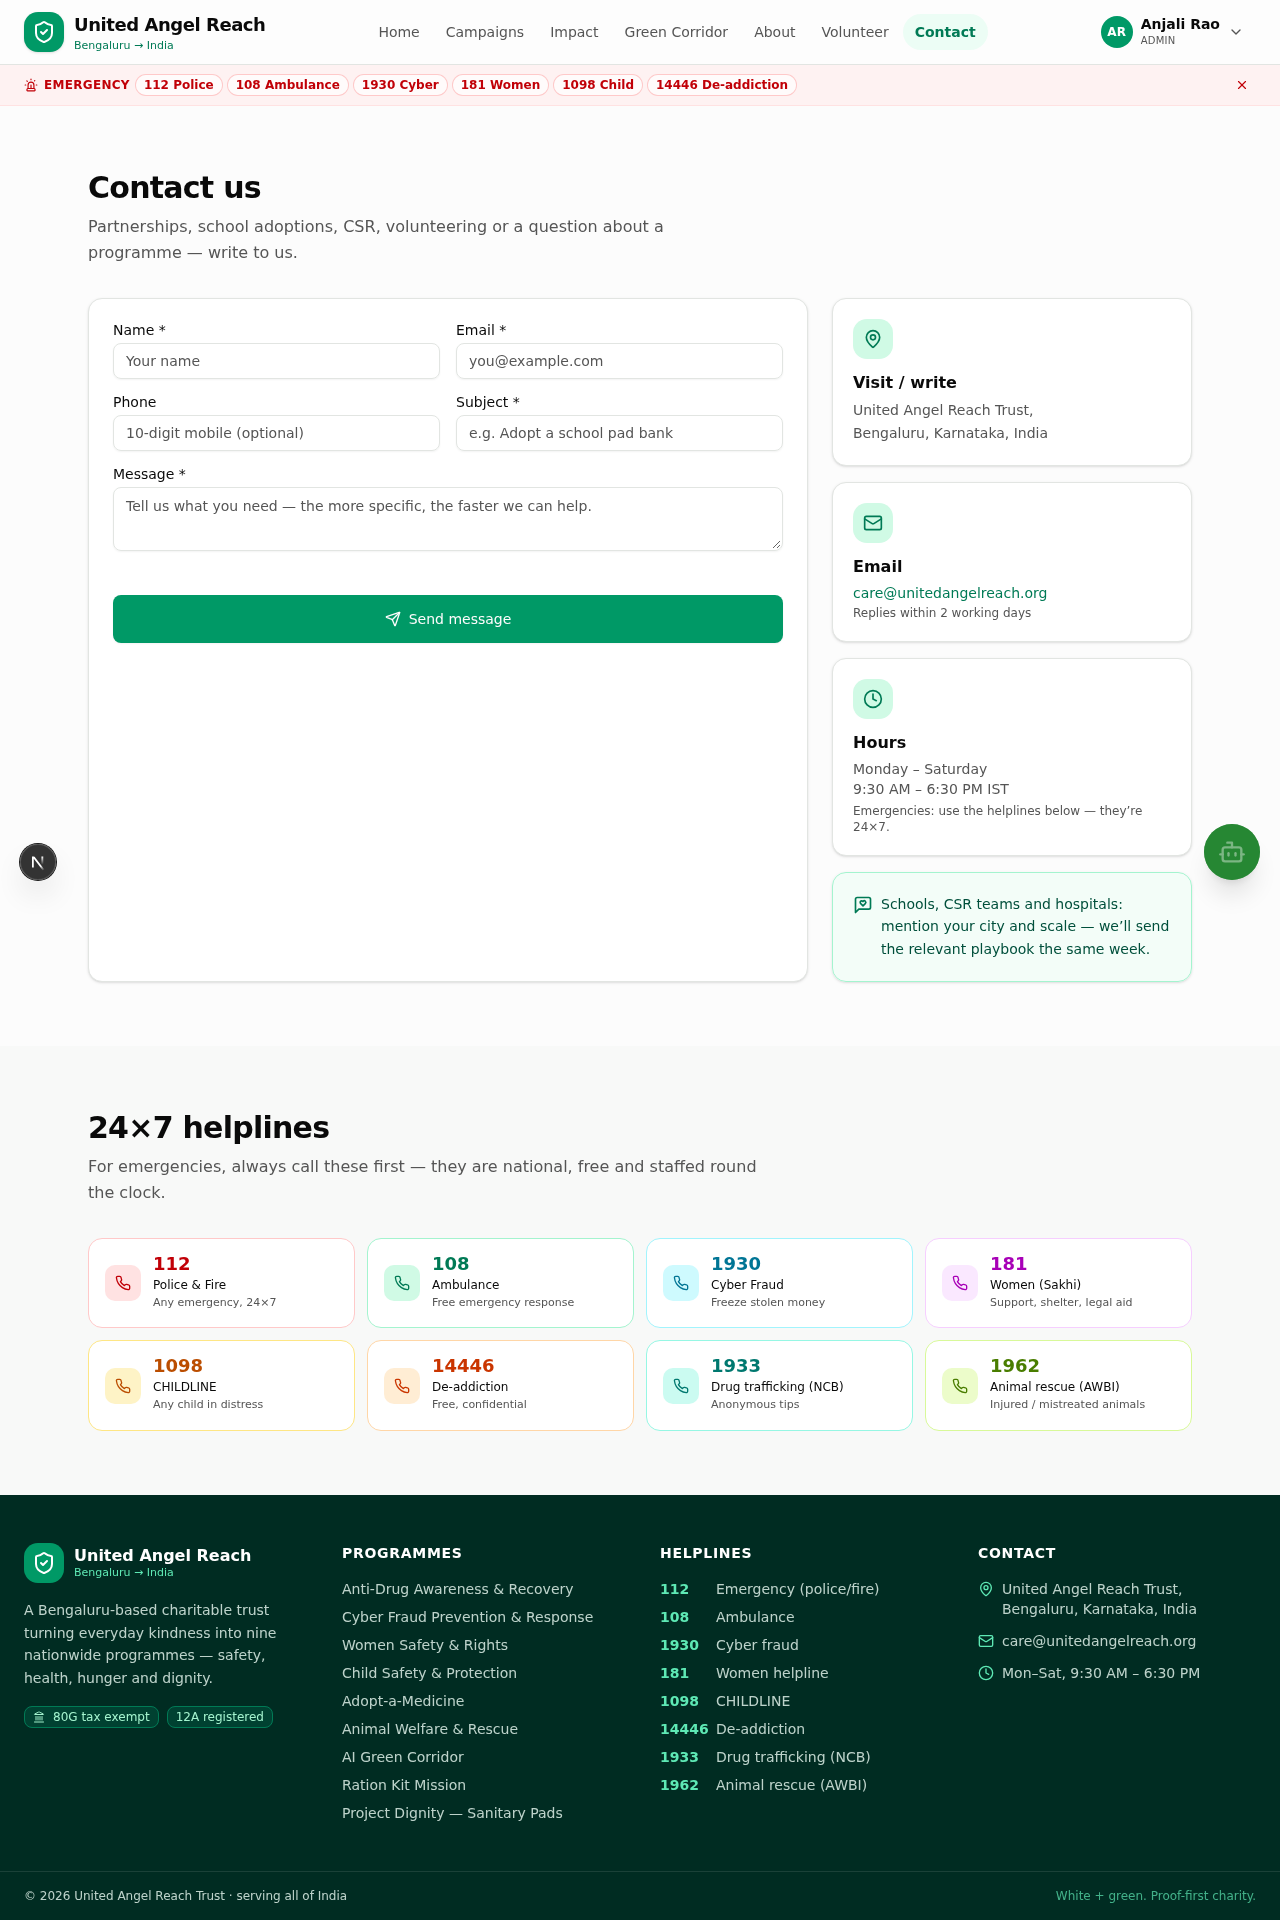 United Angel Reach
Bengaluru → India
Home Campaigns Impact Green Corridor About Volunteer Contact
AR
Anjali Rao
ADMIN
EMERGENCY 112 Police 108 Ambulance 1930 Cyber 181 Women 1098 Child 14446 De-addiction
Contact us
Partnerships, school adoptions, CSR, volunteering or a question about a
programme — write to us.
Name *
Your name
Email *
you@example.com
Phone
10-digit mobile (optional)
Subject *
e.g. Adopt a school pad bank
Message *
Tell us what you need — the more specific, the faster we can help.
Send message
Visit / write
United Angel Reach Trust,
Bengaluru, Karnataka, India
Email
care@unitedangelreach.org
Replies within 2 working days
Hours
Monday – Saturday
9:30 AM – 6:30 PM IST
Emergencies: use the helplines below — they’re
24×7.
Schools, CSR teams and hospitals:
mention your city and scale — we’ll send
the relevant playbook the same week.
N
24×7 helplines
For emergencies, always call these first — they are national, free and staffed round
the clock.
112
Police & Fire
Any emergency, 24×7
108
Ambulance
Free emergency response
1930
Cyber Fraud
Freeze stolen money
181
Women (Sakhi)
Support, shelter, legal aid
1098
CHILDLINE
Any child in distress
14446
De-addiction
Free, confidential
1933
Drug trafficking (NCB)
Anonymous tips
1962
Animal rescue (AWBI)
Injured / mistreated animals
United Angel Reach
Bengaluru → India
A Bengaluru-based charitable trust
turning everyday kindness into nine
nationwide programmes — safety,
health, hunger and dignity.
80G tax exempt 12A registered
PROGRAMMES
Anti-Drug Awareness & Recovery
Cyber Fraud Prevention & Response
Women Safety & Rights
Child Safety & Protection
Adopt-a-Medicine
Animal Welfare & Rescue
AI Green Corridor
Ration Kit Mission
Project Dignity — Sanitary Pads
HELPLINES
112 Emergency (police/fire)
108 Ambulance
1930 Cyber fraud
181 Women helpline
1098 CHILDLINE
14446 De-addiction
1933 Drug trafficking (NCB)
1962 Animal rescue (AWBI)
CONTACT
United Angel Reach Trust,
Bengaluru, Karnataka, India
care@unitedangelreach.org
Mon–Sat, 9:30 AM – 6:30 PM
© 2026 United Angel Reach Trust · serving all of India
White + green. Proof-first charity.